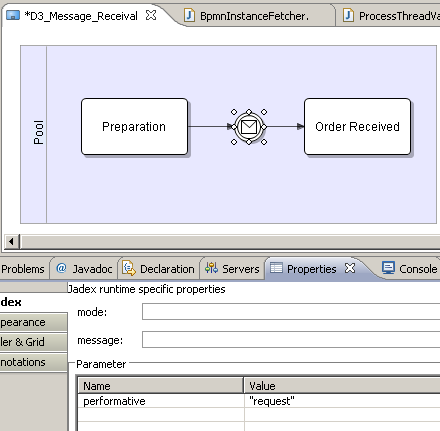 *D3_Message_Receival
BpmnInstanceFetcher.
ProcessThreadVa
Pool
Preparation
Order Received
Problems
@ Javadoc
Declaration
Servers
Properties
Console
dex
Jadex runtime specific properties
pearance
mode:
ler & Grid
message:
notations
Parameter
Name
Value
performative
"request"